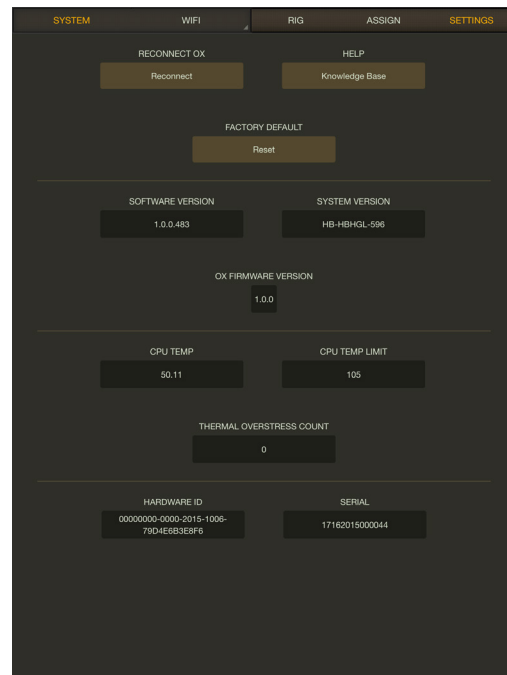 SYSTEM WIFI RIG ASSIGN SETTINGS
RECONNECT OX HELP
Reconnect Knowledge Base
FACTORY DEFAULT
Reset
SOFTWARE VERSION SYSTEM VERSION
1.0.0.483 HB-HBHGL-596
OX FIRMWARE VERSION
1.0.0
CPU TEMP CPU TEMP LIMIT
50.11 105
THERMAL OVERSTRESS COUNT
0
HARDWARE ID SERIAL
00000000-0000-2015-1006-
79D4E6B3E8F6 17162015000044